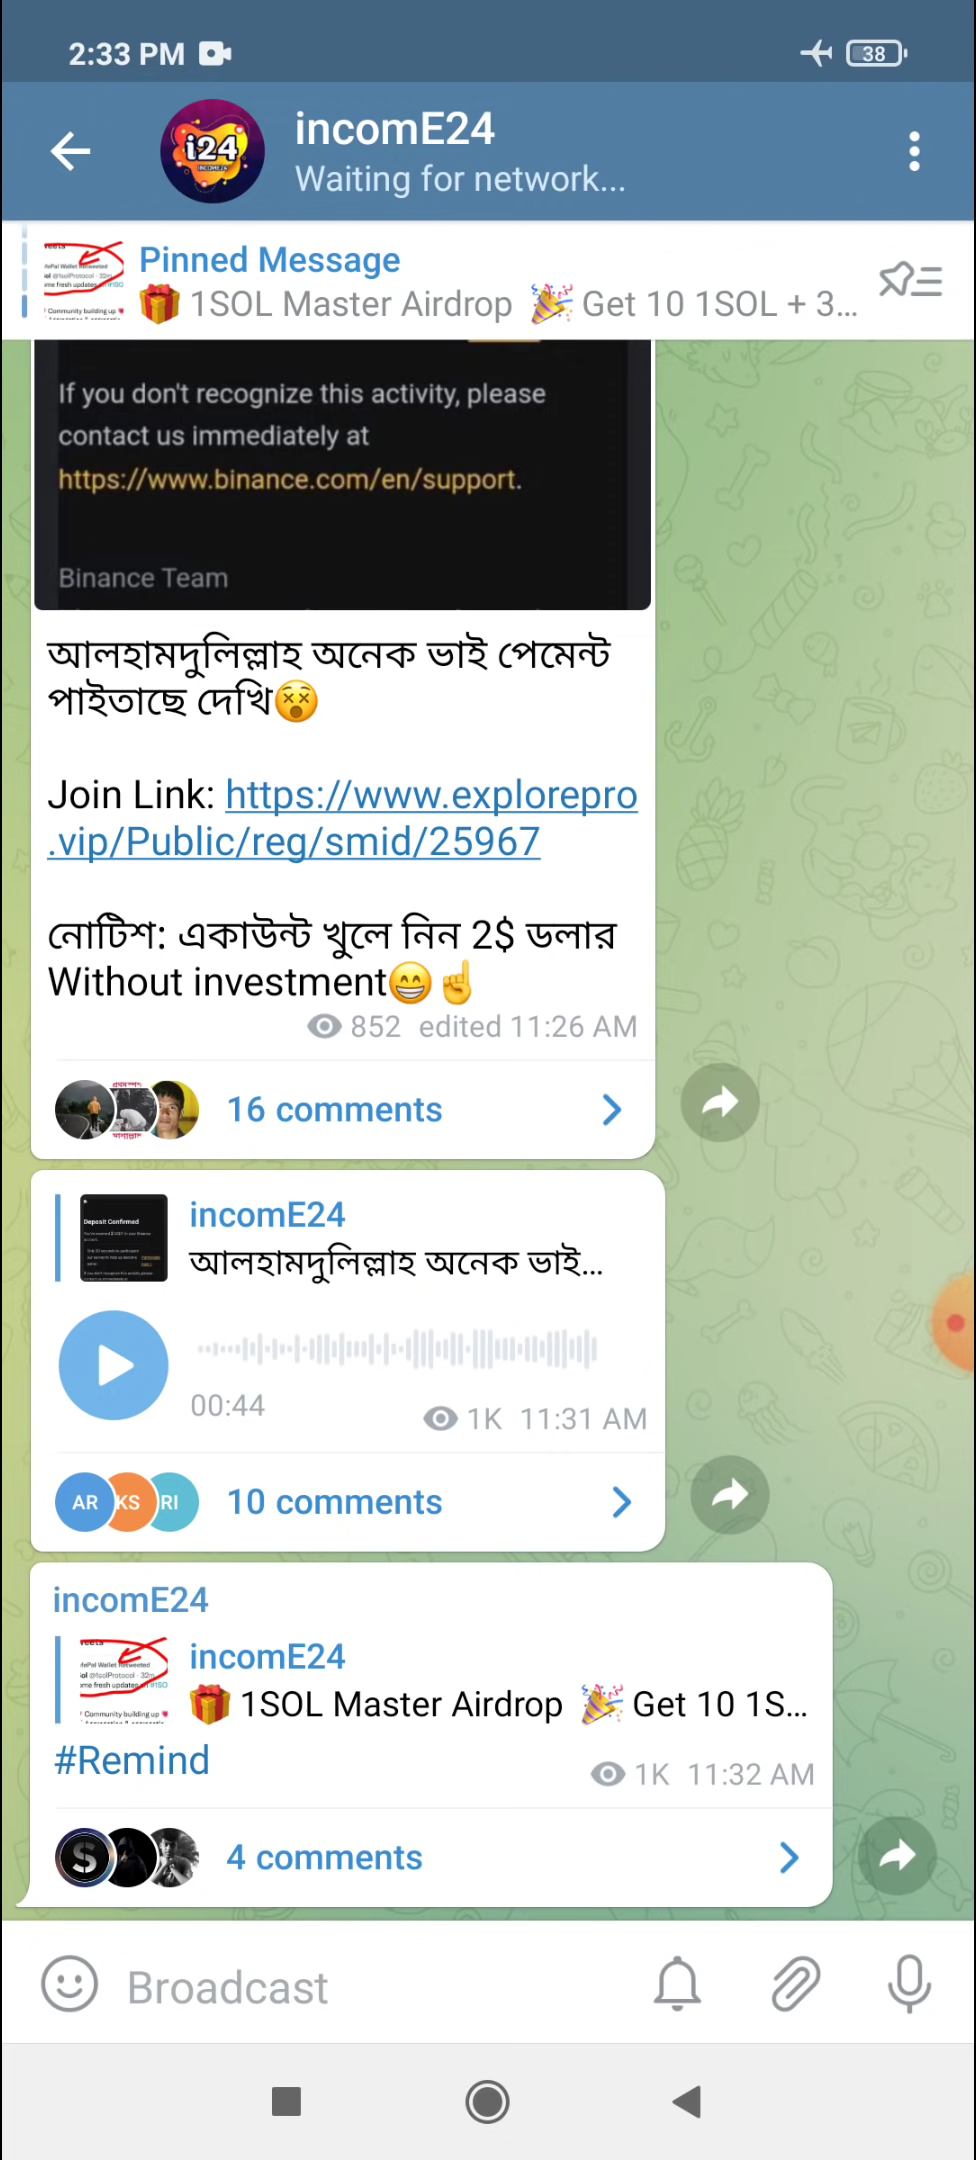 2:33 PM
38
i24
INCOME24
incomE24
Waiting for network...
Pinned Message
🎁 1SOL Master Airdrop 🎉 Get 10 1SOL + 3...
If you don't recognize this activity, please
contact us immediately at
https://www.binance.com/en/support.
Binance Team
আলহামদুলিল্লাহ অনেক ভাই পেমেন্ট
পাইতাছে দেখি😵
Join Link: https://www.explorepro
.vip/Public/reg/smid/25967
নোটিশ: একাউন্ট খুলে নিন 2$ ডলার
Without investment😁☝️
852 edited 11:26 AM
16 comments
Deposit Confirmed
incomE24
আলহামদুলিল্লাহ অনেক ভাই...
00:44
1K 11:31 AM
AR KS RI
10 comments
incomE24
incomE24
🎁 1SOL Master Airdrop 🎉 Get 10 1S...
#Remind
1K 11:32 AM
4 comments
Broadcast